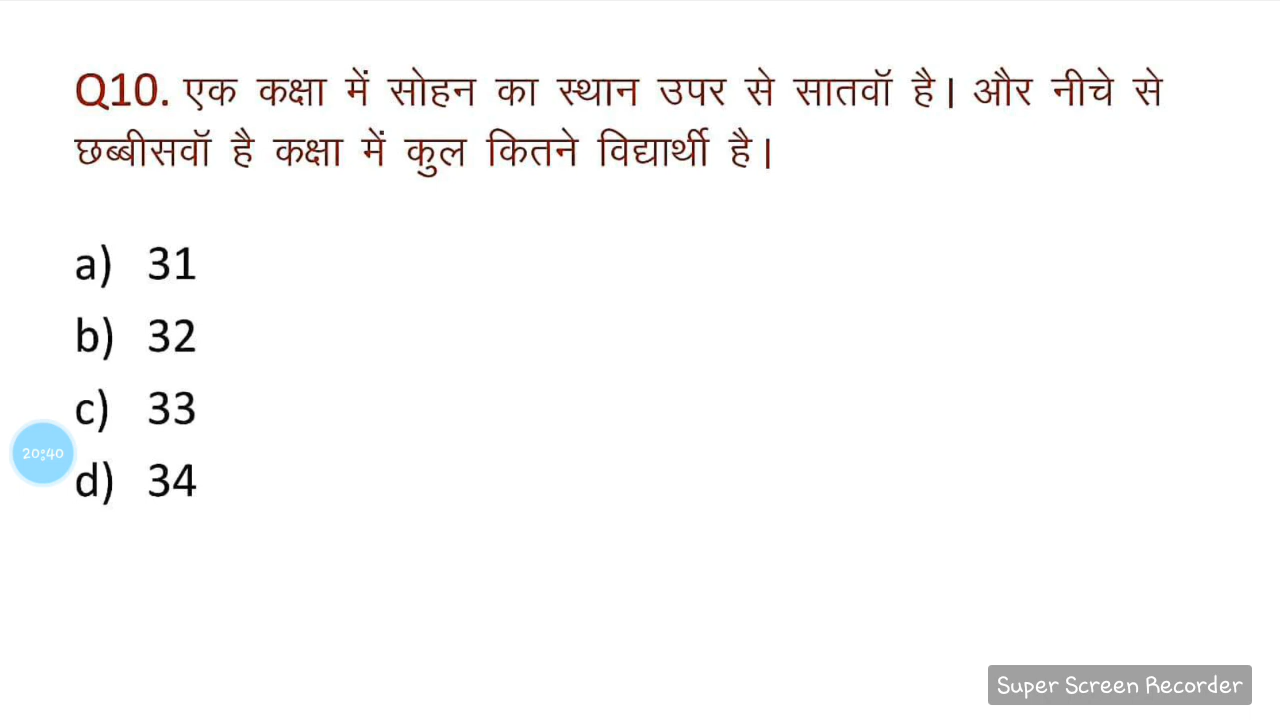 Q10. एक कक्षा में सोहन का स्थान उपर से सातवॉ है। और नीचे से
छब्बीसवॉ है कक्षा में कुल कितने विद्यार्थी है।
a) 31
b) 32
c) 33
20:40
d) 34
Super Screen Recorder